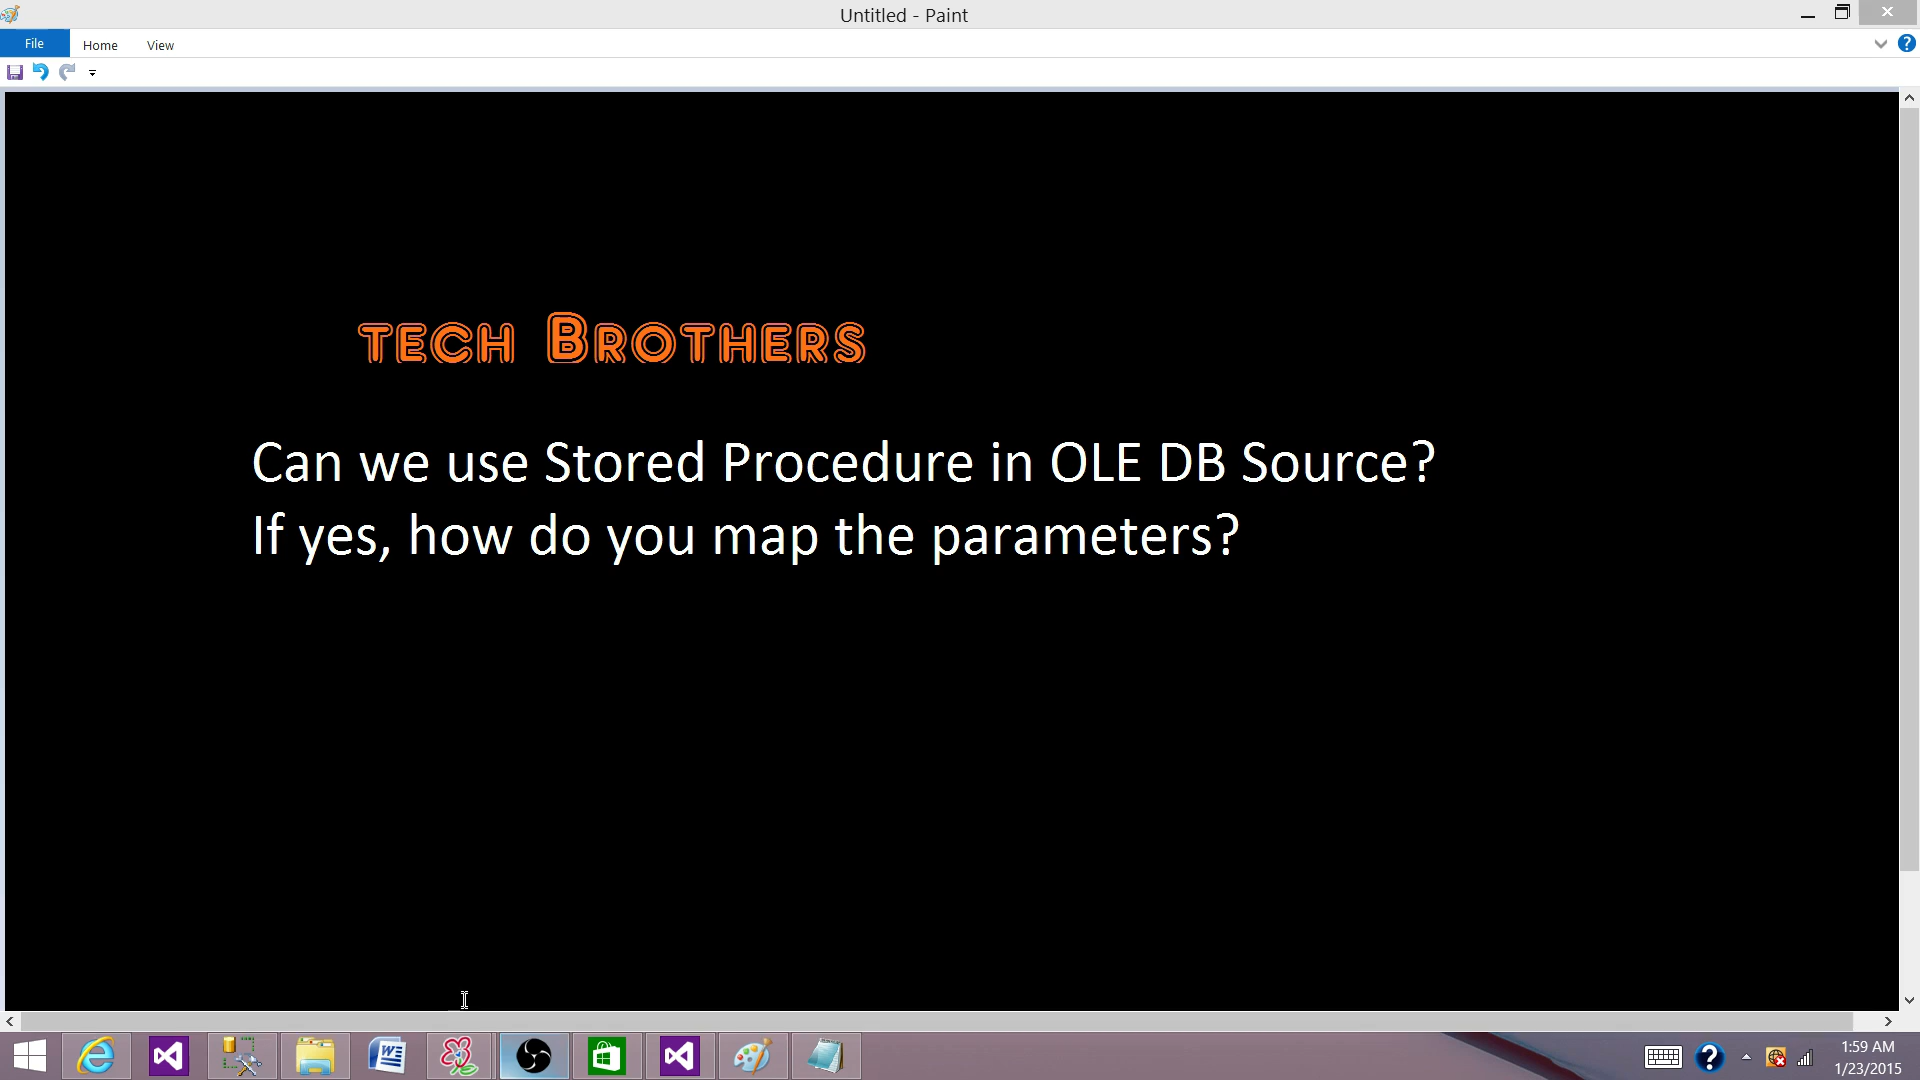 Untitled - Paint
File Home View
tech Brothers
Can we use Stored Procedure in OLE DB Source?
If yes, how do you map the parameters?
1:59 AM
1/23/2015